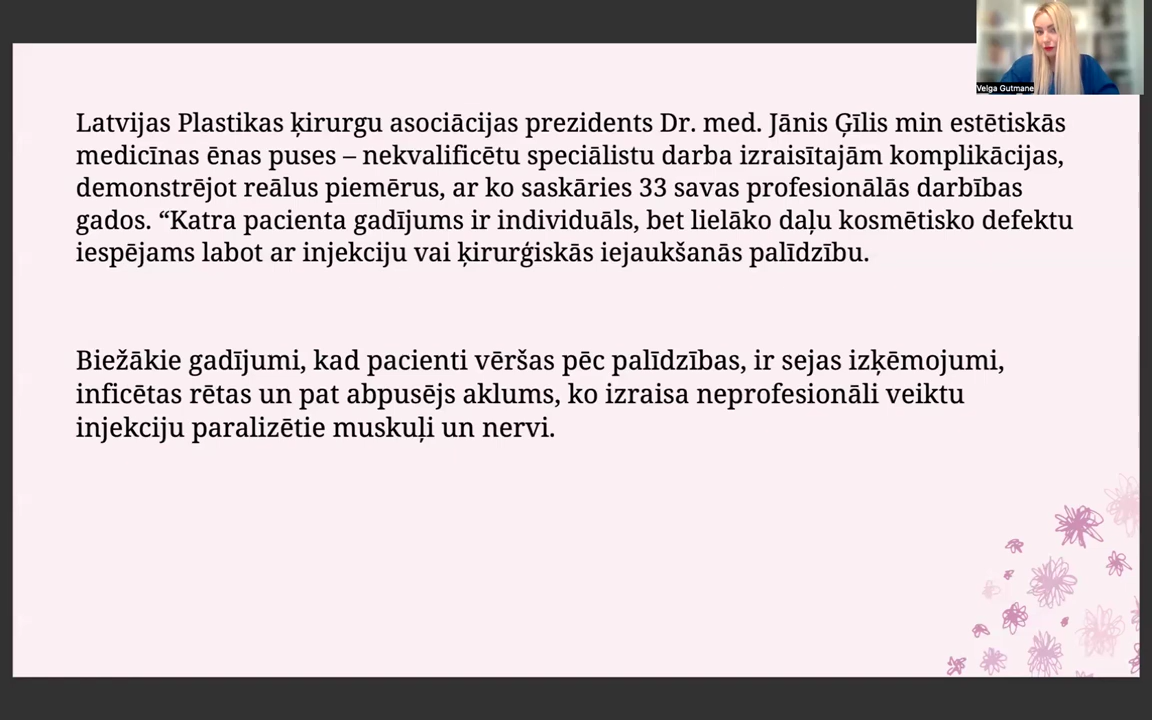 Velga Gutmane
Latvijas Plastikas ķirurgu asociācijas prezidents Dr. med. Jānis Ģīlis min estētiskās
medicīnas ēnas puses – nekvalificētu speciālistu darba izraisītajām komplikācijas,
demonstrējot reālus piemērus, ar ko saskāries 33 savas profesionālās darbības
gados. “Katra pacienta gadījums ir individuāls, bet lielāko daļu kosmētisko defektu
iespējams labot ar injekciju vai ķirurģiskās iejaukšanās palīdzību.
Biežākie gadījumi, kad pacienti vēršas pēc palīdzības, ir sejas izķēmojumi,
inficētas rētas un pat abpusējs aklums, ko izraisa neprofesionāli veiktu
injekciju paralizētie muskuļi un nervi.